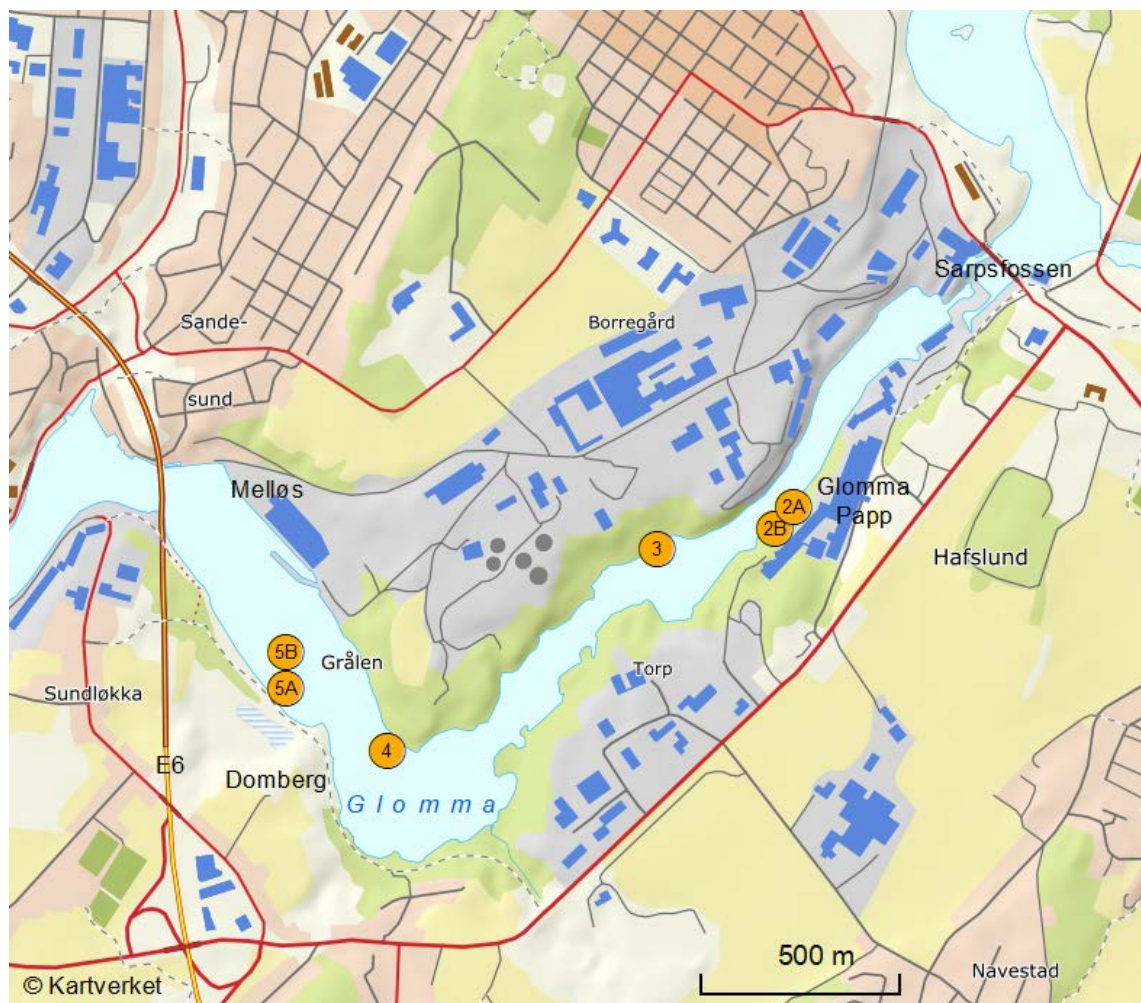 Sarpsfossen
Sande-
Borregård
sund
Melløs
Glomma
Papp
2A
2B
3
Hafslund
5B
Grålen
Torp
5A
Sundløkka
4
E6
Domberg
Glomma
500 m
© Kartverket
Navestad